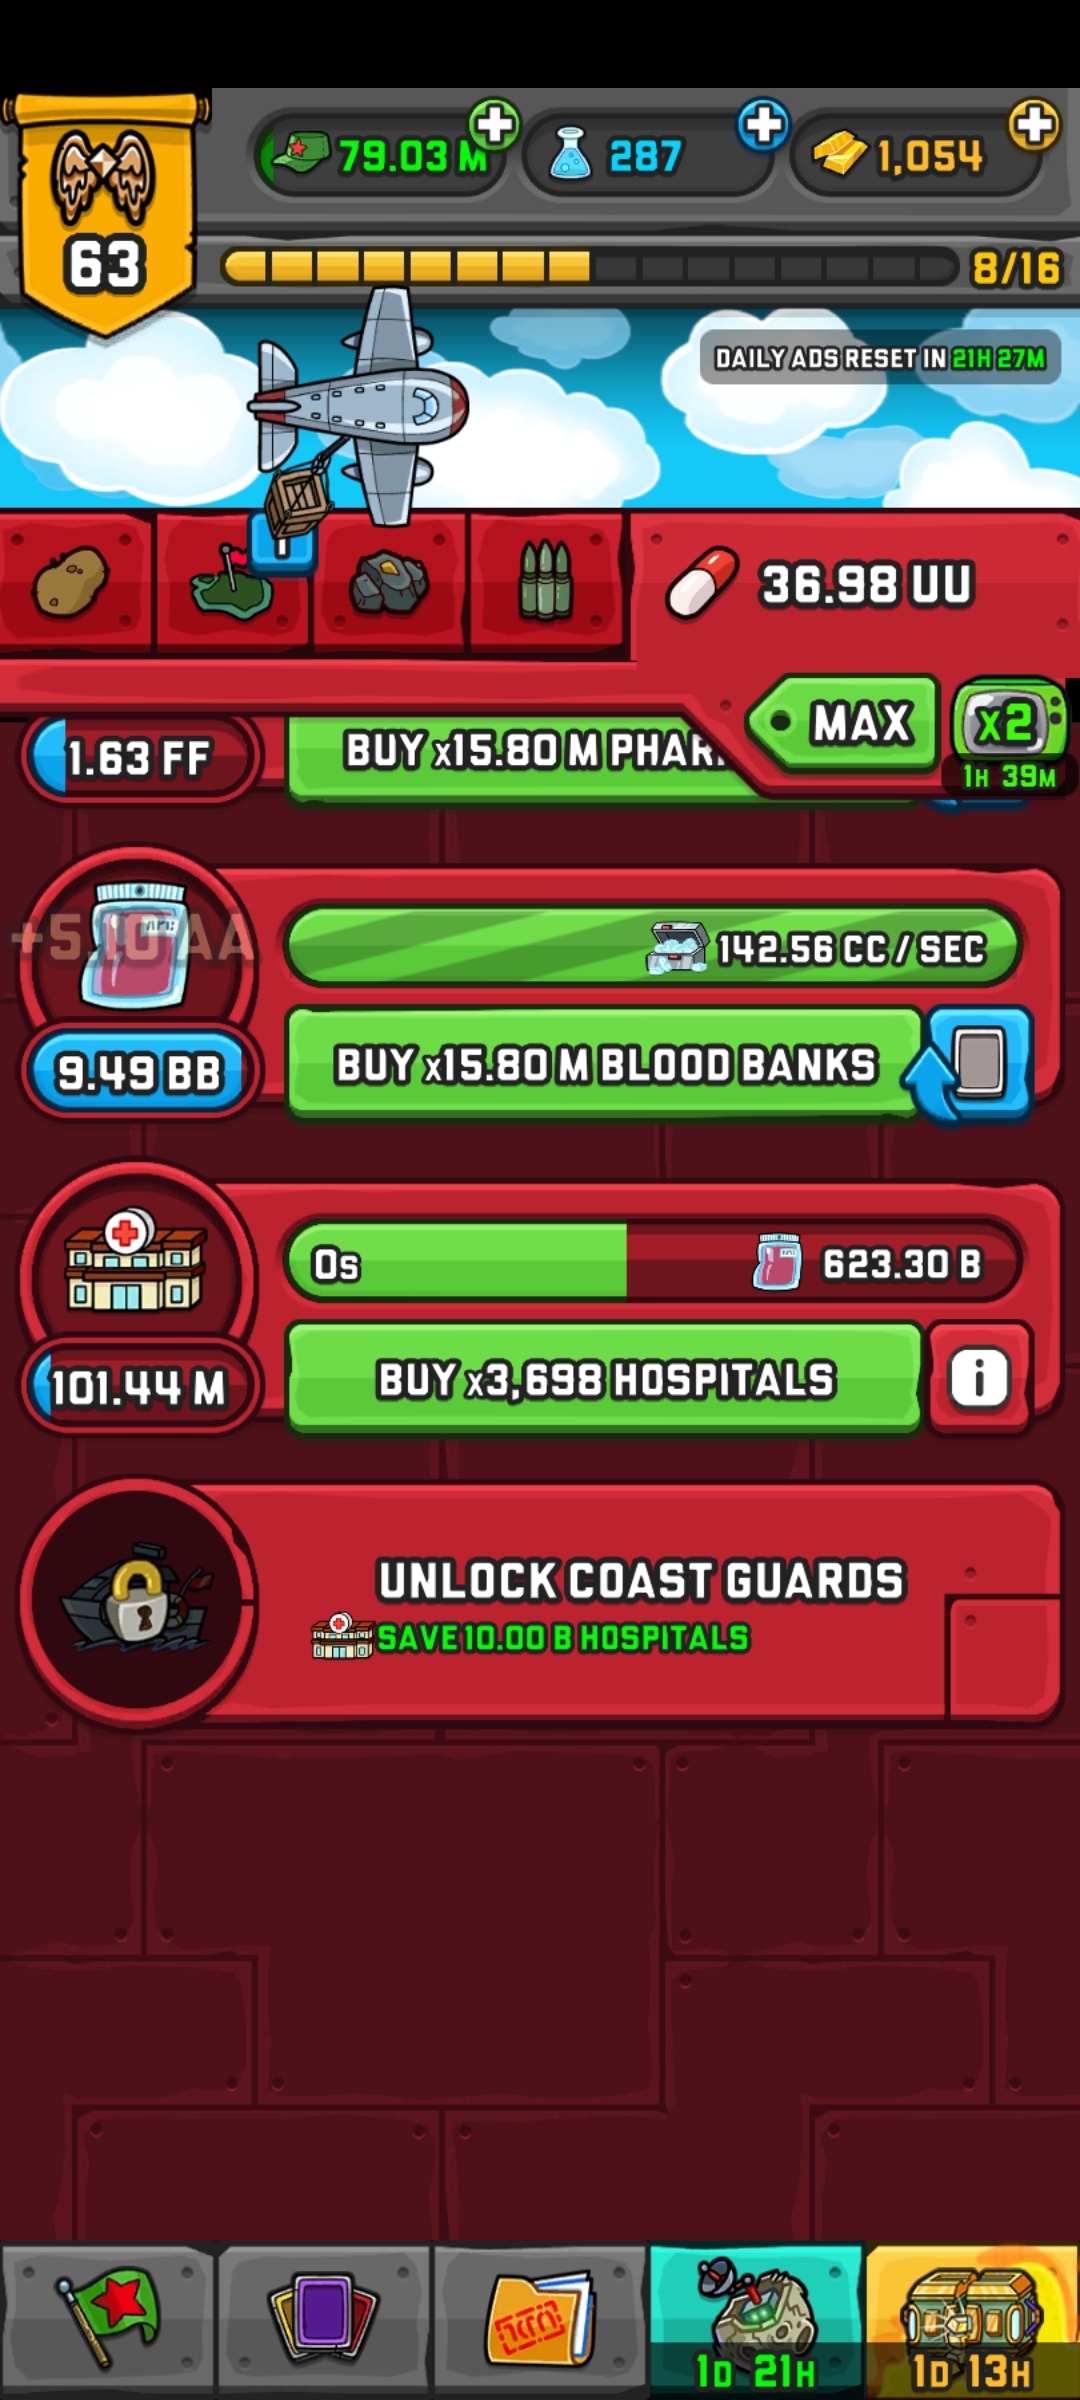 79.03 M
287
1,054
63
8/16
DAILY ADS RESET IN 21H 27M
36.98 UU
MAX
X2
1H 39M
1.63 FF
BUY x15.80 M PHAR
+5.10 AA
142.56 CC / SEC
9.49 BB
BUY x15.80 M BLOOD BANKS
0s
623.30 B
101.44 M
BUY x3,698 HOSPITALS
i
UNLOCK COAST GUARDS
SAVE 10.00 B HOSPITALS
1D 21H
1D 13H